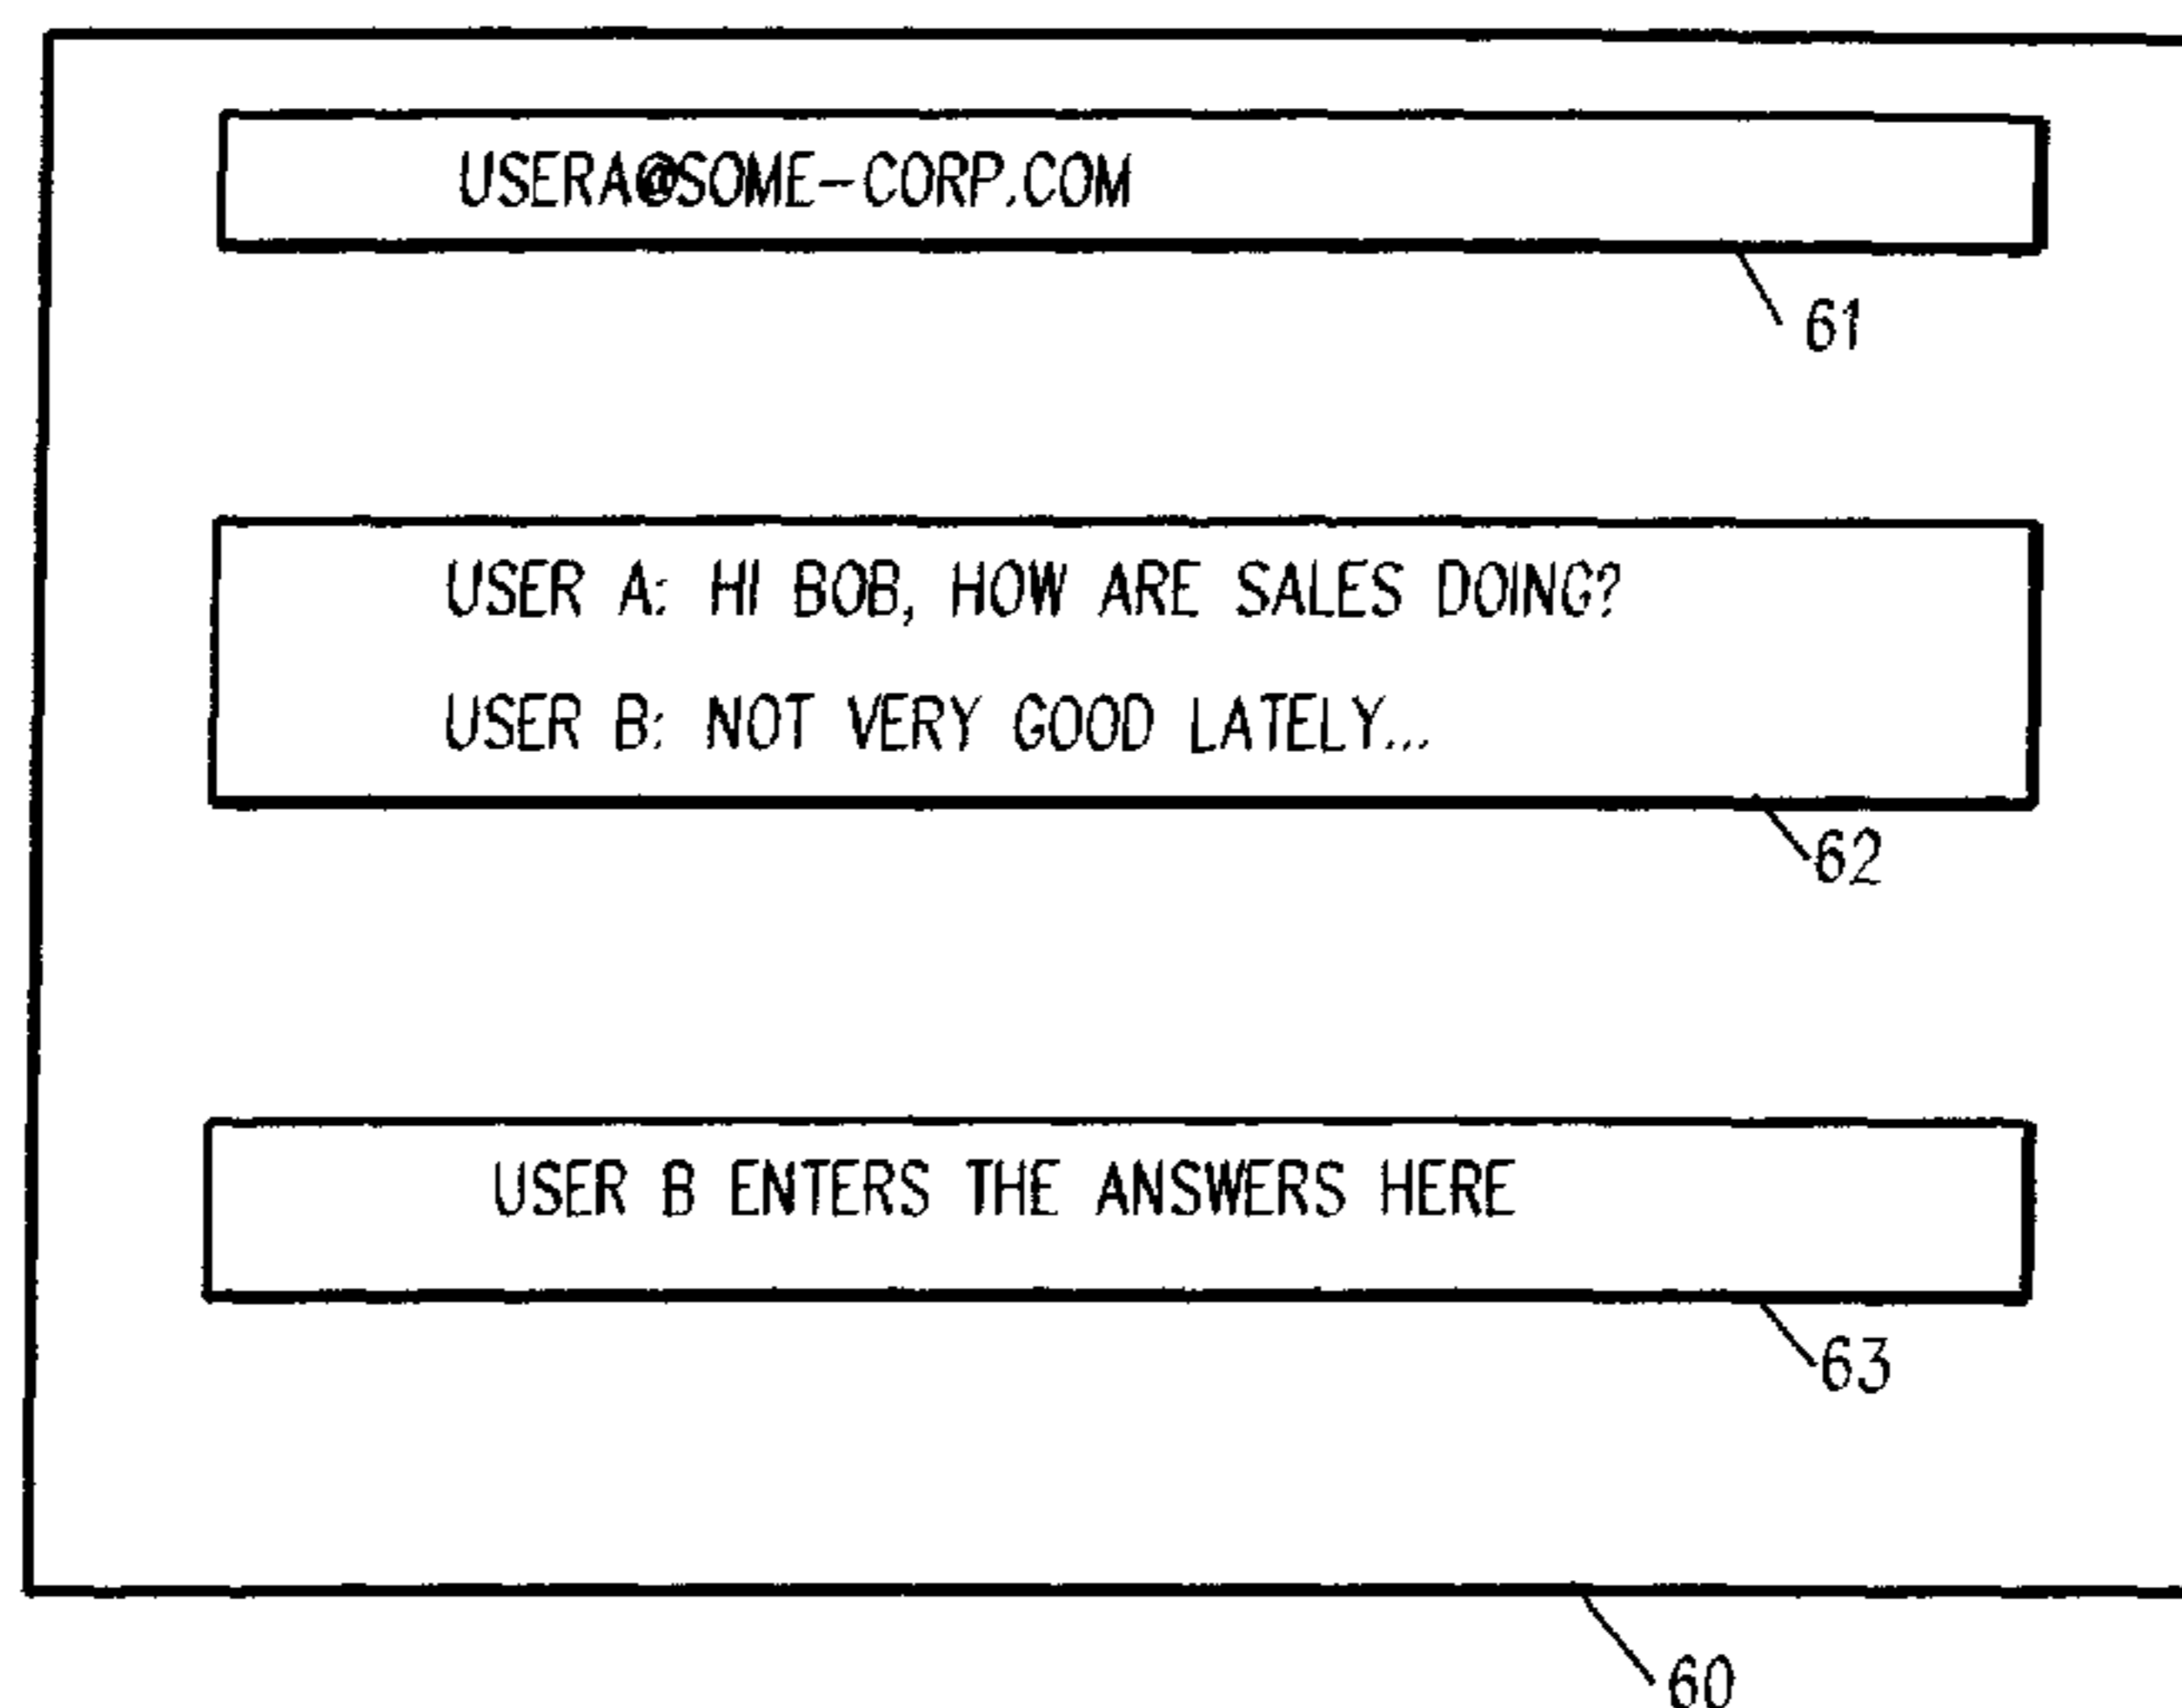 USERA@SOME-CORP.COM
61
USER A: HI BOB, HOW ARE SALES DOING?
USER B: NOT VERY GOOD LATELY...
62
USER B ENTERS THE ANSWERS HERE
63
60